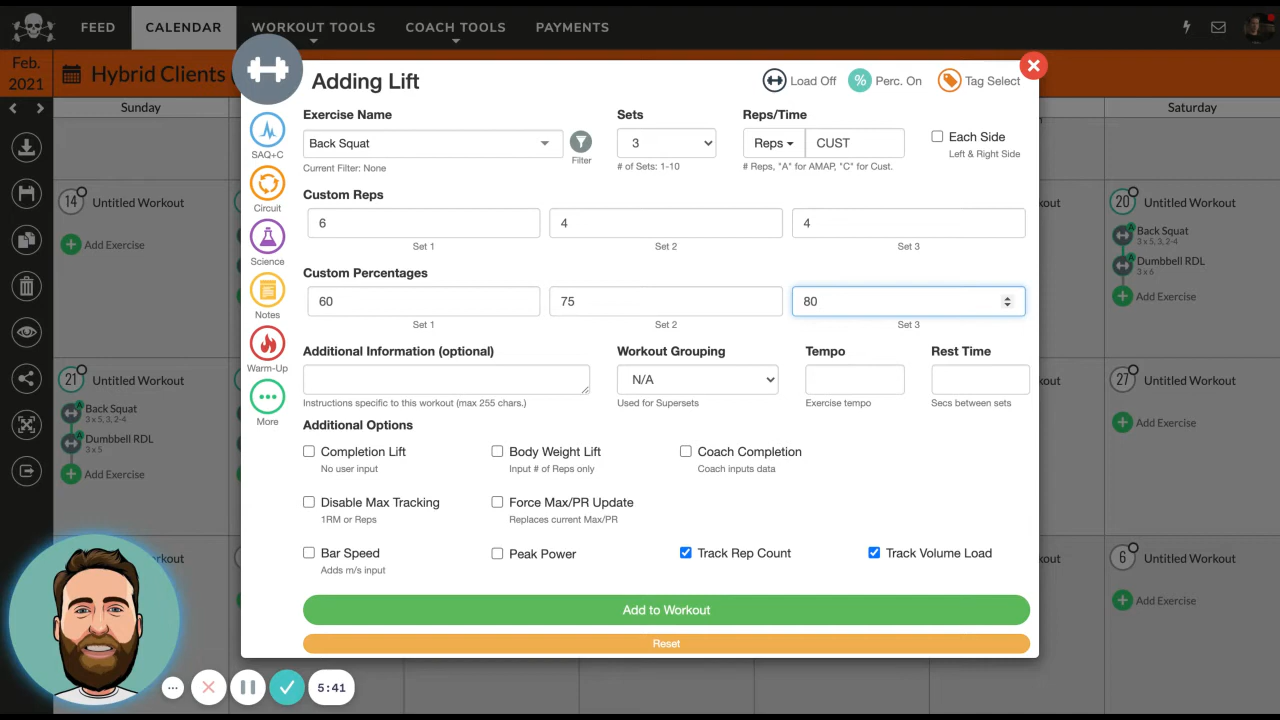 FEED
CALENDAR
WORKOUT TOOLS
COACH TOOLS
PAYMENTS
Feb.
2021
Hybrid Clients
Sunday
Saturday
Adding Lift
Load Off
% Perc. On
Tag Select
Exercise Name
Back Squat
Current Filter: None
Filter
Sets
3
# of Sets: 1-10
Reps/Time
Reps
CUST
# Reps, "A" for AMAP, "C" for Cust.
Each Side
Left & Right Side
SAQ+C
Circuit
Science
Notes
Warm-Up
More
Custom Reps
6
4
4
Set 1
Set 2
Set 3
Custom Percentages
60
75
80
Set 1
Set 2
Set 3
Additional Information (optional)
Instructions specific to this workout (max 255 chars.)
Workout Grouping
N/A
Used for Supersets
Tempo
Exercise tempo
Rest Time
Secs between sets
Additional Options
Completion Lift
No user input
Body Weight Lift
Input # of Reps only
Coach Completion
Coach inputs data
Disable Max Tracking
1RM or Reps
Force Max/PR Update
Replaces current Max/PR
Bar Speed
Adds m/s input
Peak Power
Track Rep Count
Track Volume Load
Add to Workout
Reset
14
Untitled Workout
Add Exercise
21
Untitled Workout
A
Back Squat
3 x 5, 3, 2-4
A
Dumbbell RDL
3 x 5
Add Exercise
orkout
out
20
Untitled Workout
A
Back Squat
3 x 5, 3, 2-4
A
Dumbbell RDL
3 x 6
Add Exercise
out
27
Untitled Workout
Add Exercise
out
6
Untitled Workout
Add Exercise
5:41